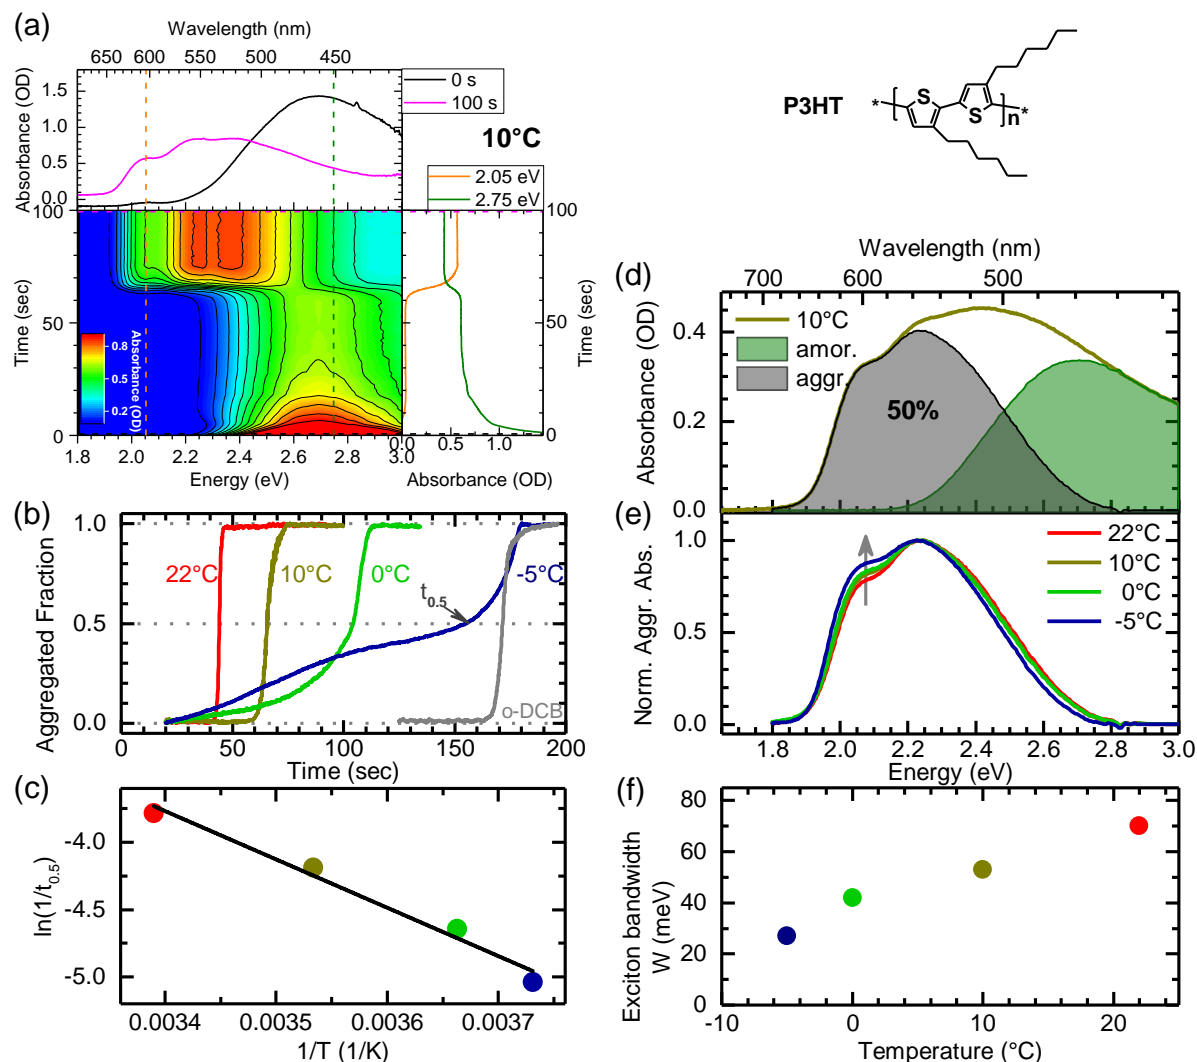 (a)
Wavelength (nm)
650 600 550 500 450
Absorbance (OD)
1.5
1.0
0.5
0.0
0 s
100 s
10°C
2.05 eV
2.75 eV
Time (sec)
100
50
0
Absorbance (OD)
0.8
0.5
0.2
1.8 2.0 2.2 2.4 2.6 2.8 3.0
Energy (eV)
100
50
0
Time (sec)
0.0 0.5 1.0
Absorbance (OD)
P3HT
*
S
S
n
*
(b)
Aggregated Fraction
1.0
0.5
0.0
22°C 10°C 0°C -5°C
t0.5
o-DCB
0 50 100 150 200
Time (sec)
(c)
ln(1/t0.5)
-4.0
-4.5
-5.0
0.0034 0.0035 0.0036 0.0037
1/T (1/K)
(d)
Wavelength (nm)
700 600 500
Absorbance (OD)
0.4
0.2
0.0
10°C
amor.
aggr.
50%
(e)
Norm. Aggr. Abs.
1.0
0.5
0.0
22°C
10°C
0°C
-5°C
1.8 2.0 2.2 2.4 2.6 2.8 3.0
Energy (eV)
(f)
Exciton bandwidth
W (meV)
80
60
40
20
0
-10 0 10 20
Temperature (°C)